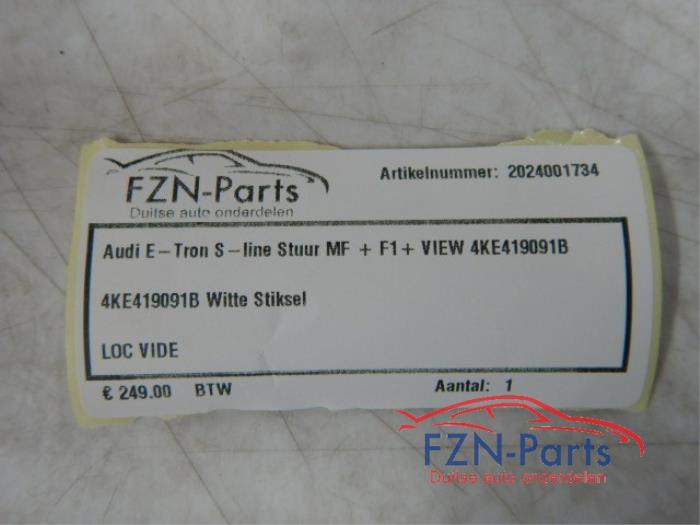 FZN-Parts
Duitse auto onderdelen
Artikelnummer: 2024001734
Audi E-Tron S-line Stuur MF + F1+ VIEW 4KE419091B
4KE419091B Witte Stiksel
LOC VIDE
€ 249.00 BTW Aantal: 1
FZN-Parts
Duitse auto onderdelen